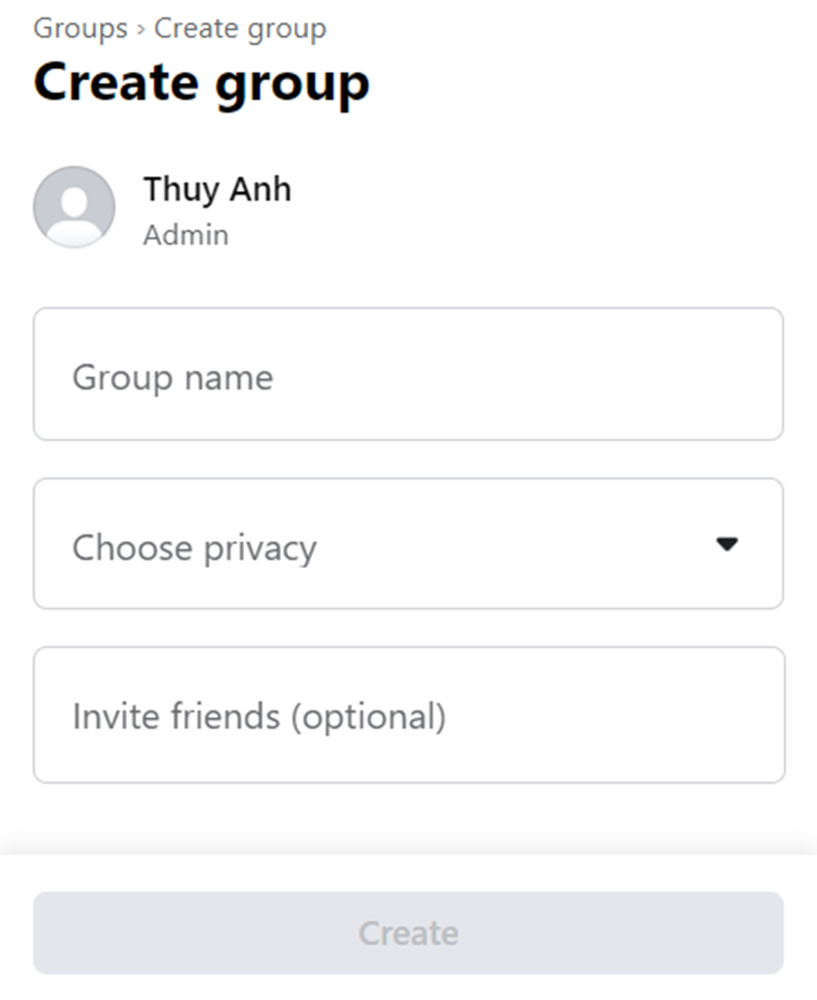 Groups › Create group
Create group
Thuy Anh
Admin
Group name
Choose privacy
Invite friends (optional)
Create